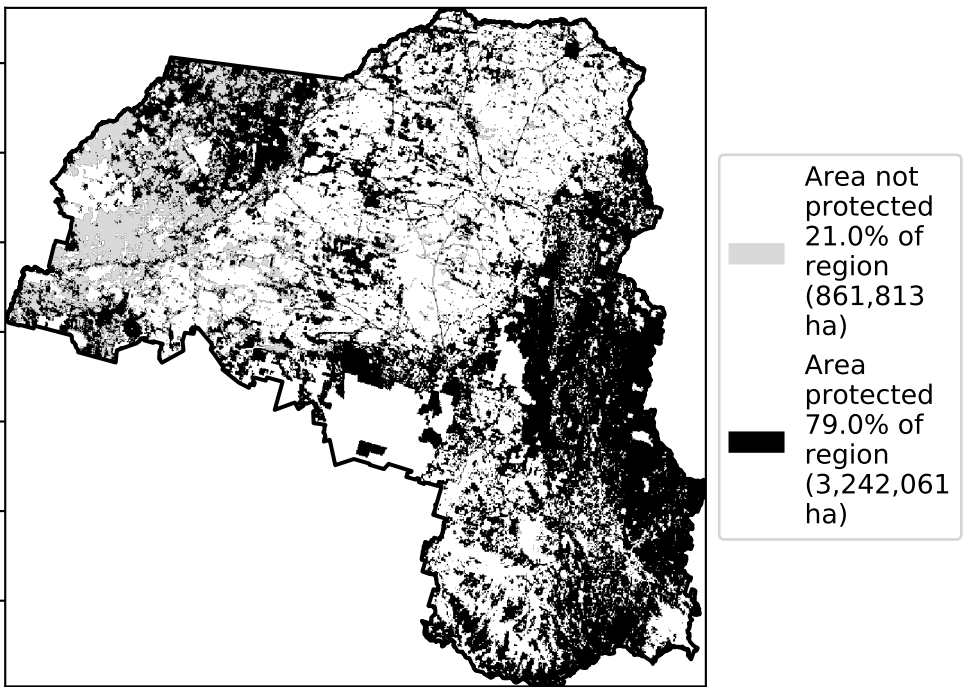 Area not
protected
21.0% of
region
(861,813
ha)
Area
protected
79.0% of
region
(3,242,061
ha)